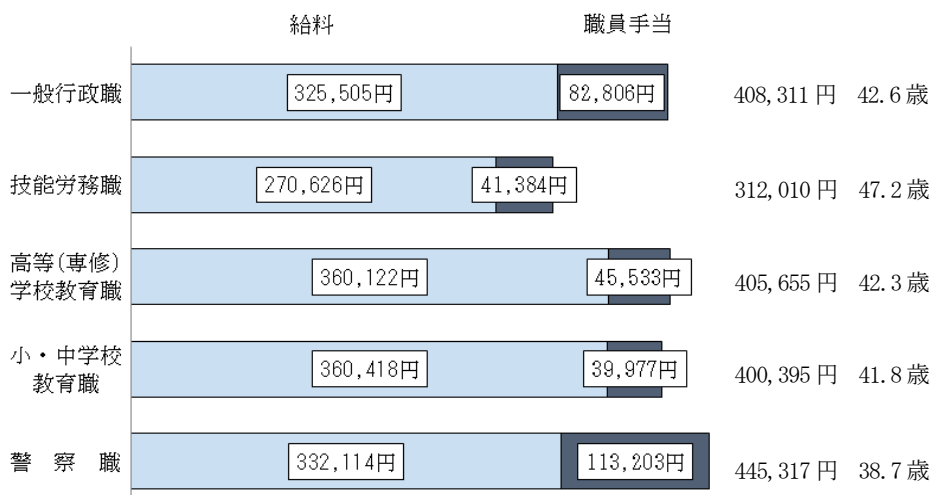 給料 職員手当
一般行政職 325,505円 82,806円 408,311円 42.6歳
技能労務職 270,626円 41,384円 312,010円 47.2歳
高等(専修)
学校教育職 360,122円 45,533円 405,655円 42.3歳
小・中学校
教育職 360,418円 39,977円 400,395円 41.8歳
警察職 332,114円 113,203円 445,317円 38.7歳